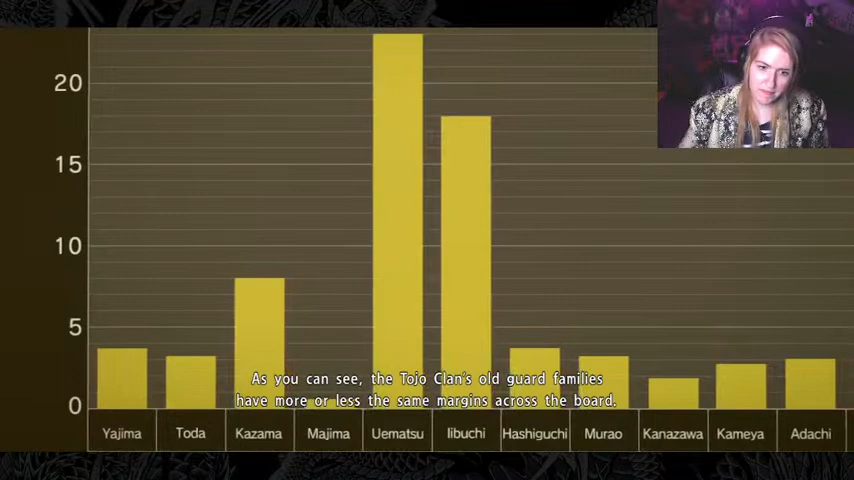 20
15
10
5
0
As you can see, the Tojo Clan's old guard families
have more or less the same margins across the board.
Yajima Toda Kazama Majima Uematsu Iibuchi Hashiguchi Murao Kanazawa Kameya Adachi